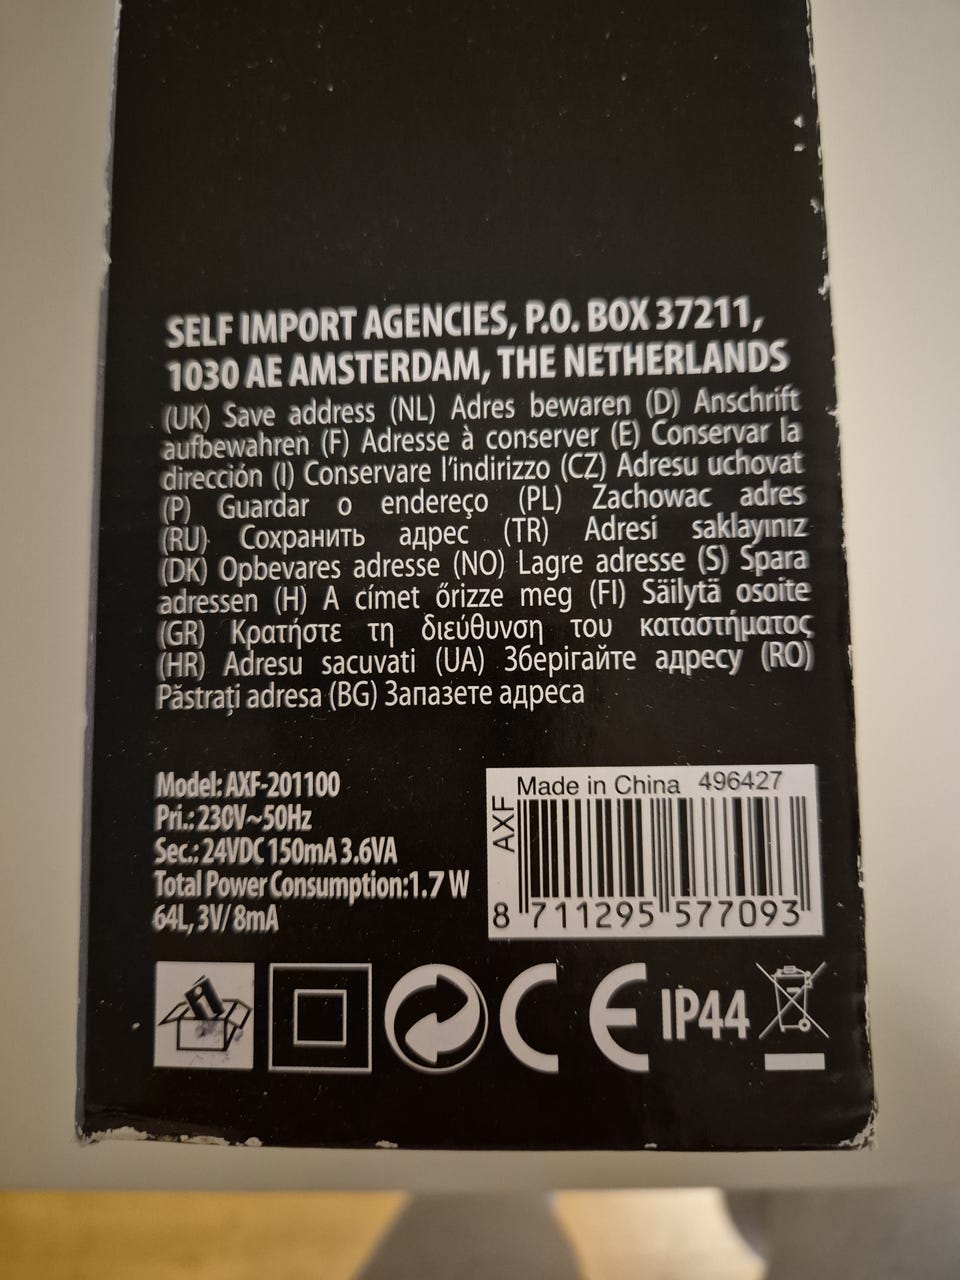 SELF IMPORT AGENCIES, P.O. BOX 37211,
1030 AE AMSTERDAM, THE NETHERLANDS
(UK) Save address (NL) Adres bewaren (D) Anschrift
aufbewahren (F) Adresse à conserver (E) Conservar la
dirección (I) Conservare l'indirizzo (CZ) Adresu uchovat
(P) Guardar o endereço (PL) Zachowac adres
(RU) Сохранить адрес (TR) Adresi saklayınız
(DK) Opbevares adresse (NO) Lagre adresse (S) Spara
adressen (H) A címet őrizze meg (FI) Säilytä osoite
(GR) Κρατήστε τη διεύθυνση του καταστήματος
(HR) Adresu sacuvati (UA) Зберігайте адресу (RO)
Păstrați adresa (BG) Запазете адреса
Model: AXF-201100
Pri.: 230V~50Hz
Sec.: 24VDC 150mA 3.6VA
Total Power Consumption:1.7 W
64L, 3V/ 8mA
Made in China 496427
AXF
8 711295 577093
CE IP44